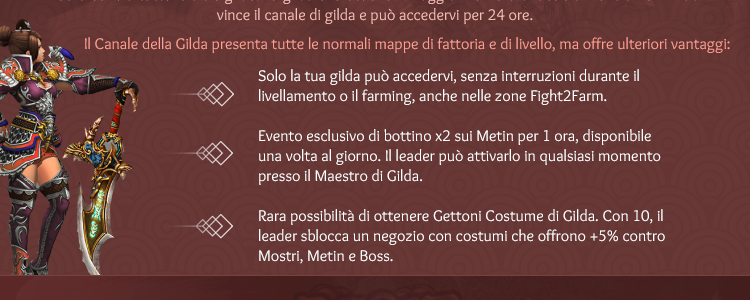 vince il canale di gilda e può accedervi per 24 ore.
Il Canale della Gilda presenta tutte le normali mappe di fattoria e di livello, ma offre ulteriori vantaggi:
Solo la tua gilda può accedervi, senza interruzioni durante il
livellamento o il farming, anche nelle zone Fight2Farm.
Evento esclusivo di bottino x2 sui Metin per 1 ora, disponibile
una volta al giorno. Il leader può attivarlo in qualsiasi momento
presso il Maestro di Gilda.
Rara possibilità di ottenere Gettoni Costume di Gilda. Con 10, il
leader sblocca un negozio con costumi che offrono +5% contro
Mostri, Metin e Boss.